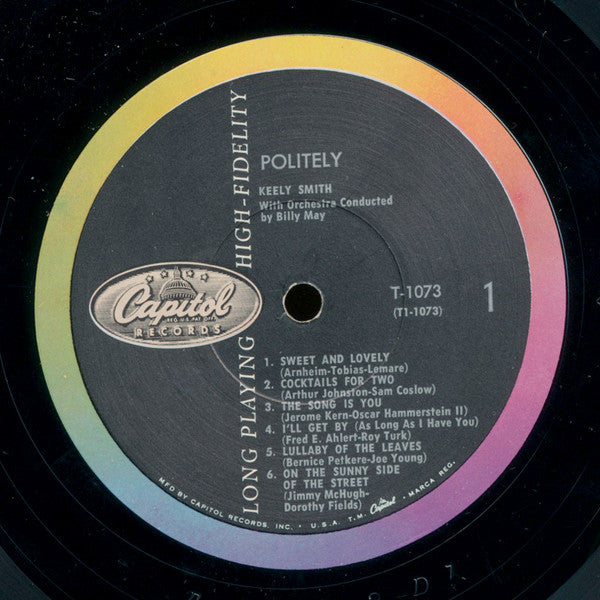 POLITELY
KEELY SMITH
With Orchestra Conducted
by Billy May
LONG PLAYING HIGH-FIDELITY
Capitol
REG. U.S. PAT. OFF.
RECORDS
T-1073
(T1-1073)
1
1. SWEET AND LOVELY
(Arnheim-Tobias-Lemare)
2. COCKTAILS FOR TWO
(Arthur Johnston-Sam Coslow)
3. THE SONG IS YOU
(Jerome Kern-Oscar Hammerstein II)
4. I'LL GET BY (As Long As I Have You)
(Fred E. Ahlert-Roy Turk)
5. LULLABY OF THE LEAVES
(Bernice Petkere-Joe Young)
6. ON THE SUNNY SIDE
OF THE STREET
(Jimmy McHugh-
Dorothy Fields)
MFD BY CAPITOL RECORDS, INC. • U.S.A. T.M. Capitol • MARCA REG.